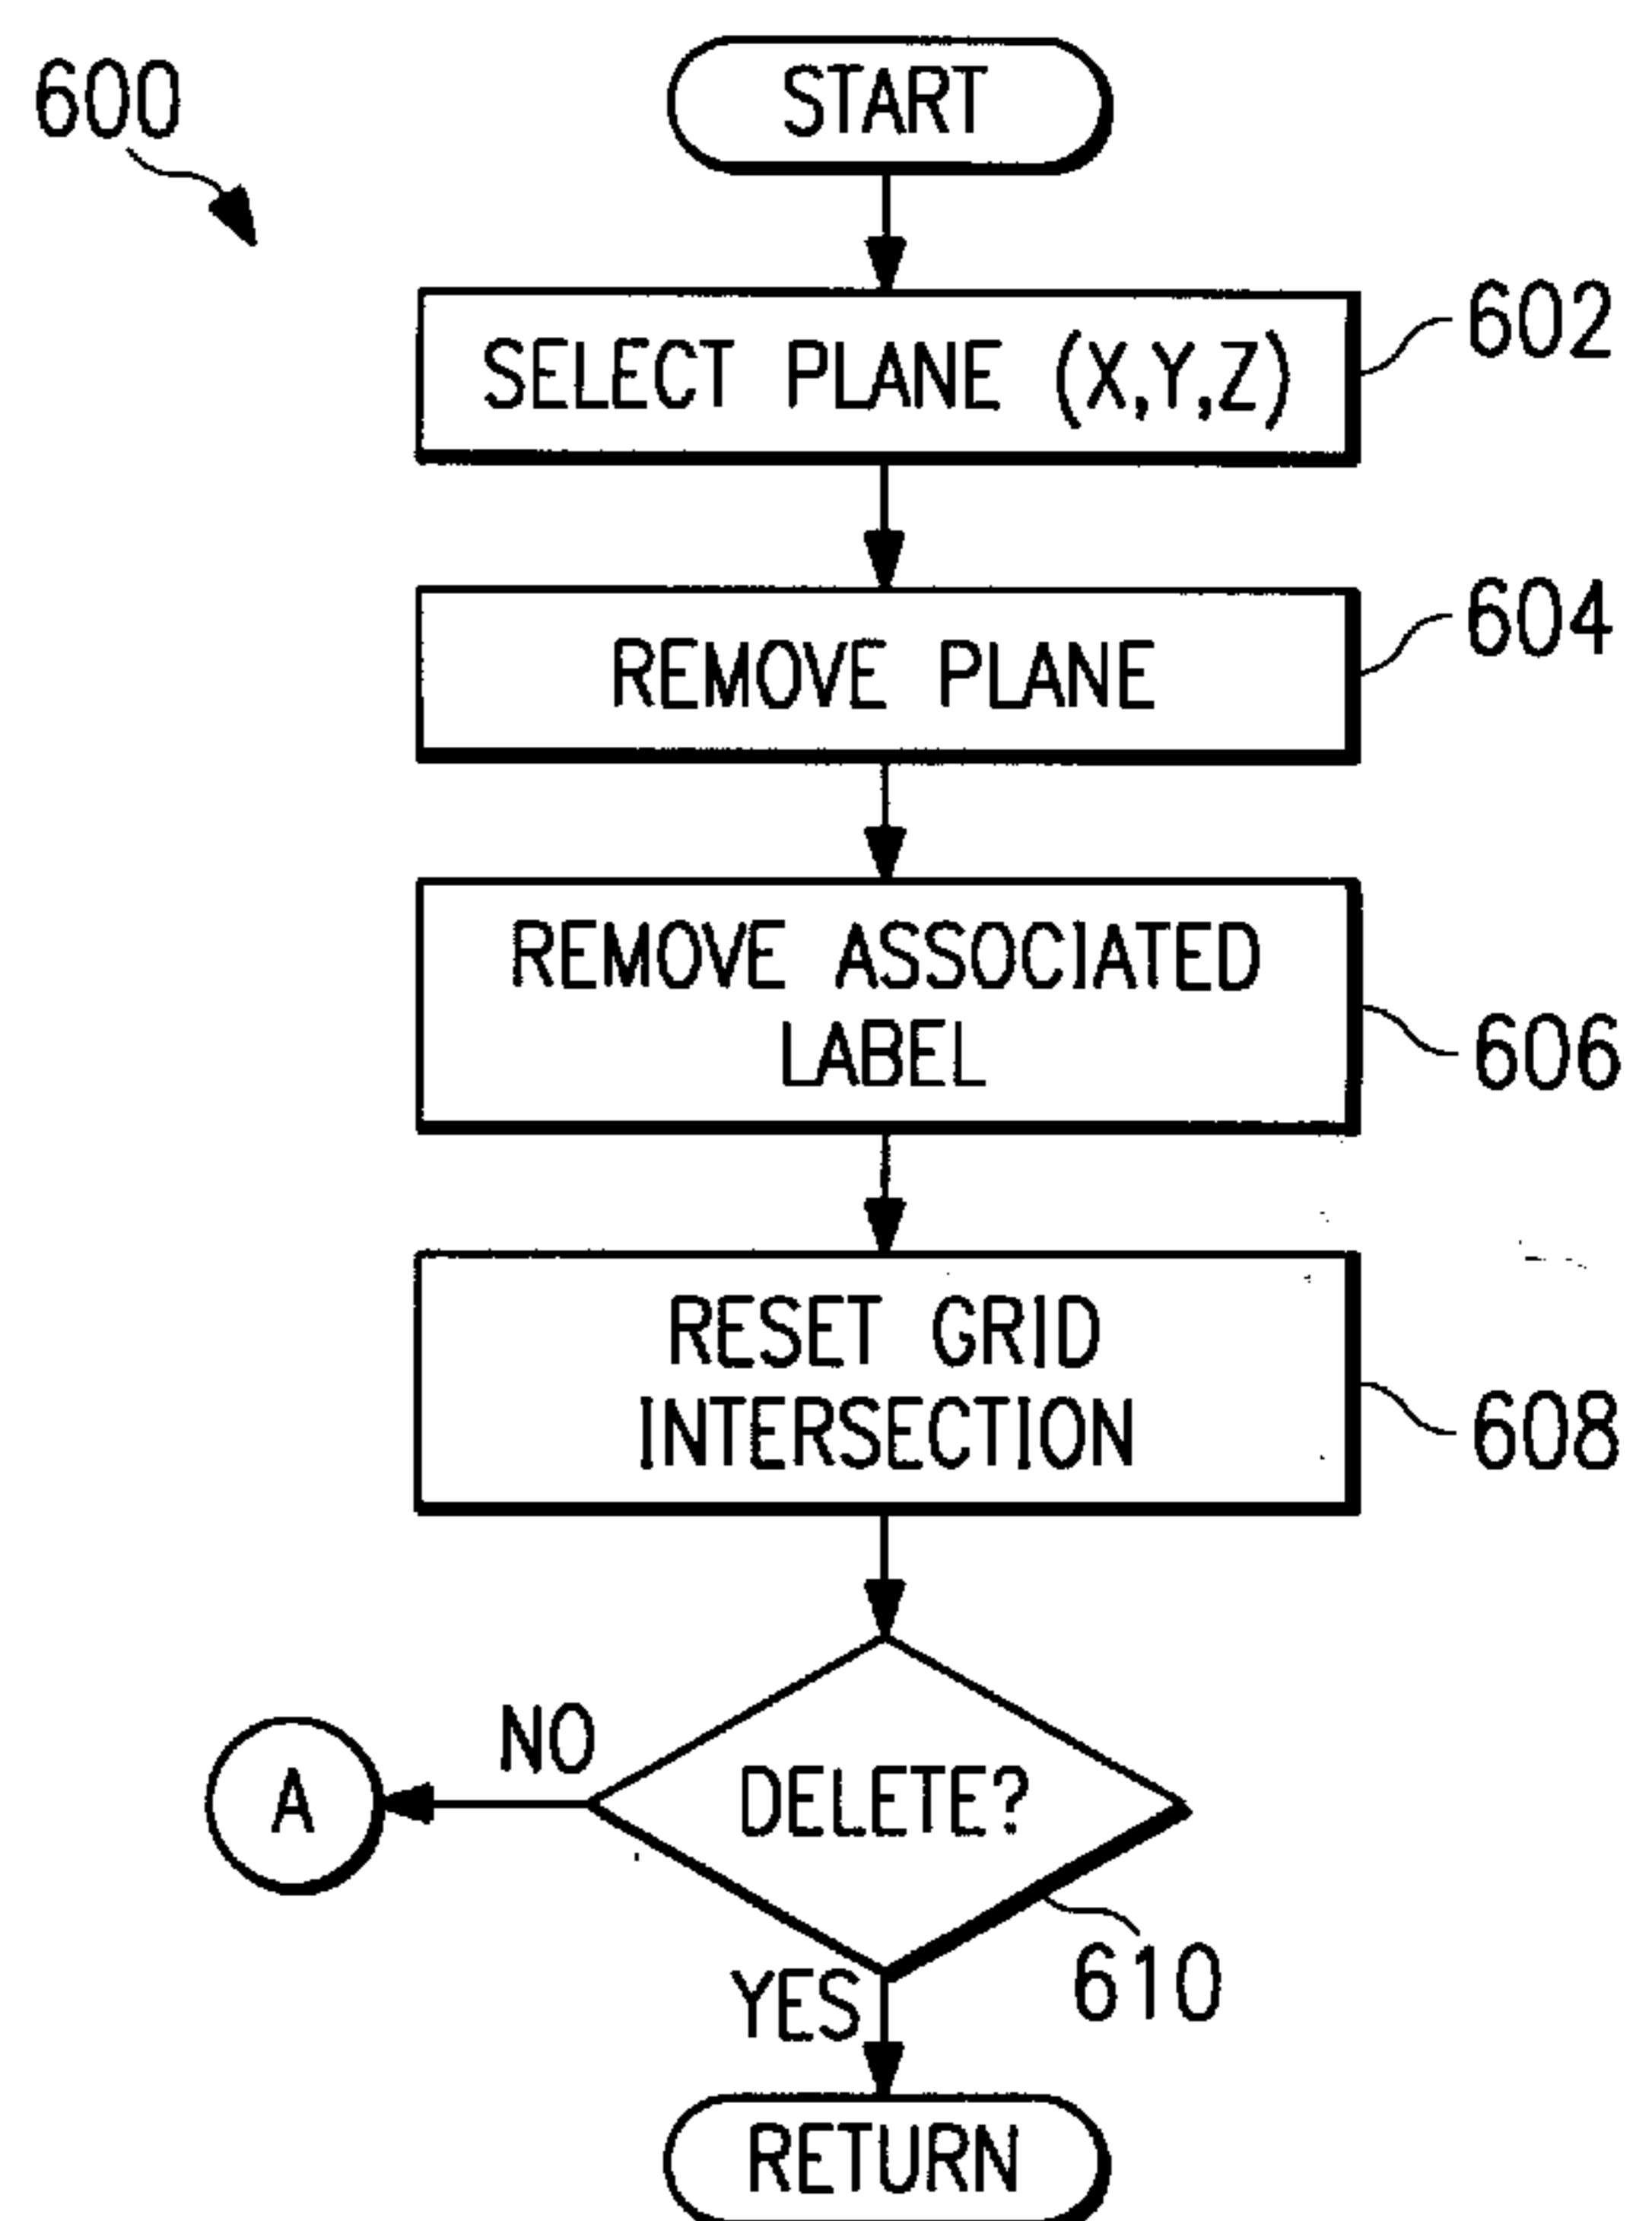 600
START
SELECT PLANE (X,Y,Z)
602
REMOVE PLANE
604
REMOVE ASSOCIATED
LABEL
606
RESET GRID
INTERSECTION
608
DELETE?
610
NO
A
YES
RETURN